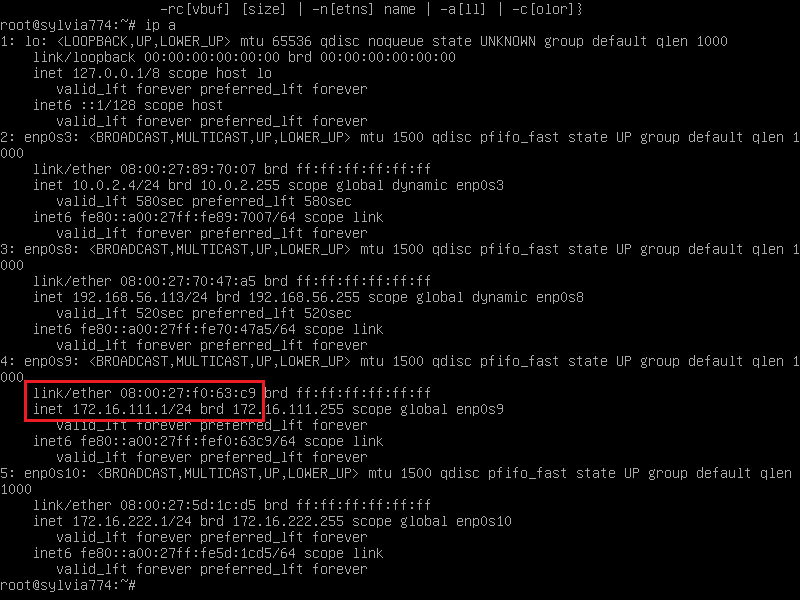 -rc[vbuf] [size] | -n[etns] name | -a[ll] | -c[olor]}
root@sylvia774:~# ip a
1: lo: <LOOPBACK,UP,LOWER_UP> mtu 65536 qdisc noqueue state UNKNOWN group default qlen 1000
link/loopback 00:00:00:00:00:00 brd 00:00:00:00:00:00
inet 127.0.0.1/8 scope host lo
valid_lft forever preferred_lft forever
inet6 ::1/128 scope host
valid_lft forever preferred_lft forever
2: enp0s3: <BROADCAST,MULTICAST,UP,LOWER_UP> mtu 1500 qdisc pfifo_fast state UP group default qlen 1
000
link/ether 08:00:27:89:70:07 brd ff:ff:ff:ff:ff:ff
inet 10.0.2.4/24 brd 10.0.2.255 scope global dynamic enp0s3
valid_lft 580sec preferred_lft 580sec
inet6 fe80::a00:27ff:fe89:7007/64 scope link
valid_lft forever preferred_lft forever
3: enp0s8: <BROADCAST,MULTICAST,UP,LOWER_UP> mtu 1500 qdisc pfifo_fast state UP group default qlen 1
000
link/ether 08:00:27:70:47:a5 brd ff:ff:ff:ff:ff:ff
inet 192.168.56.113/24 brd 192.168.56.255 scope global dynamic enp0s8
valid_lft 520sec preferred_lft 520sec
inet6 fe80::a00:27ff:fe70:47a5/64 scope link
valid_lft forever preferred_lft forever
4: enp0s9: <BROADCAST,MULTICAST,UP,LOWER_UP> mtu 1500 qdisc pfifo_fast state UP group default qlen 1
000
link/ether 08:00:27:f0:63:c9 brd ff:ff:ff:ff:ff:ff
inet 172.16.111.1/24 brd 172.16.111.255 scope global enp0s9
valid_lft forever preferred_lft forever
inet6 fe80::a00:27ff:fef0:63c9/64 scope link
valid_lft forever preferred_lft forever
5: enp0s10: <BROADCAST,MULTICAST,UP,LOWER_UP> mtu 1500 qdisc pfifo_fast state UP group default qlen
1000
link/ether 08:00:27:5d:1c:d5 brd ff:ff:ff:ff:ff:ff
inet 172.16.222.1/24 brd 172.16.222.255 scope global enp0s10
valid_lft forever preferred_lft forever
inet6 fe80::a00:27ff:fe5d:1cd5/64 scope link
valid_lft forever preferred_lft forever
root@sylvia774:~#